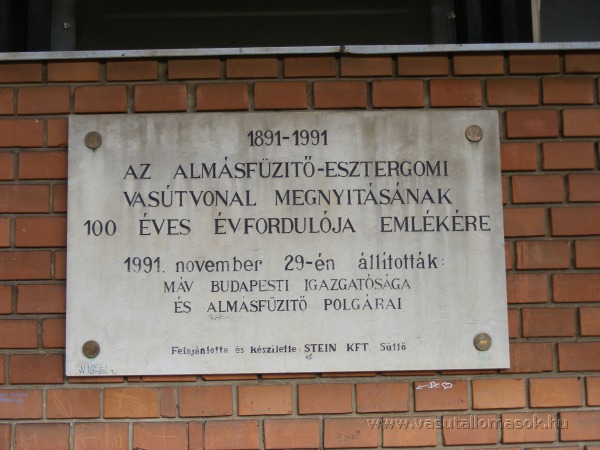 1891-1991
AZ ALMÁSFÜZITŐ-ESZTERGOMI
VASÚTVONAL MEGNYITÁSÁNAK
100 ÉVES ÉVFORDULÓJA EMLÉKÉRE
1991. november 29-én állították:
MÁV BUDAPESTI IGAZGATÓSÁGA
ÉS ALMÁSFÜZITŐ POLGÁRAI
Felajánlotta és készítette: STEIN KFT. Süttő
www.vasutallomasok.hu